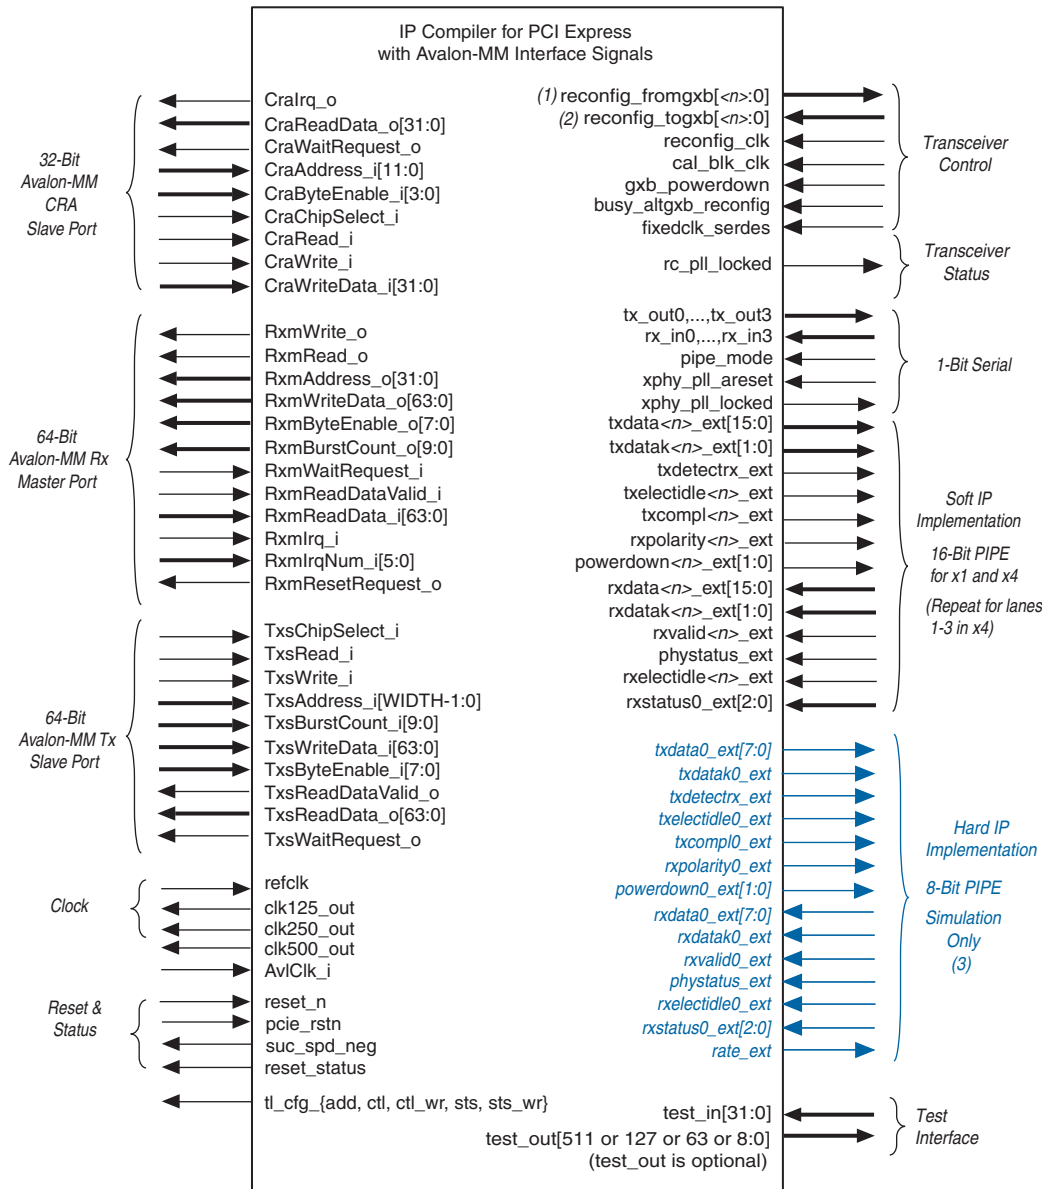 IP Compiler for PCI Express
with Avalon-MM Interface Signals
32-Bit
Avalon-MM
CRA
Slave Port
CraIrq_o
CraReadData_o[31:0]
CraWaitRequest_o
CraAddress_i[11:0]
CraByteEnable_i[3:0]
CraChipSelect_i
CraRead_i
CraWrite_i
CraWriteData_i[31:0]
64-Bit
Avalon-MM Rx
Master Port
RxmWrite_o
RxmRead_o
RxmAddress_o[31:0]
RxmWriteData_o[63:0]
RxmByteEnable_o[7:0]
RxmBurstCount_o[9:0]
RxmWaitRequest_i
RxmReadDataValid_i
RxmReadData_i[63:0]
RxmIrq_i
RxmIrqNum_i[5:0]
RxmResetRequest_o
64-Bit
Avalon-MM Tx
Slave Port
TxsChipSelect_i
TxsRead_i
TxsWrite_i
TxsAddress_i[WIDTH-1:0]
TxsBurstCount_i[9:0]
TxsWriteData_i[63:0]
TxsByteEnable_i[7:0]
TxsReadDataValid_o
TxsReadData_o[63:0]
TxsWaitRequest_o
Clock
refclk
clk125_out
clk250_out
clk500_out
AvlClk_i
Reset &
Status
reset_n
pcie_rstn
suc_spd_neg
reset_status
tl_cfg_{add, ctl, ctl_wr, sts, sts_wr}
(1) reconfig_fromgxb[<n>:0]
(2) reconfig_togxb[<n>:0]
reconfig_clk
cal_blk_clk
gxb_powerdown
busy_altgxb_reconfig
fixedclk_serdes
Transceiver
Control
rc_pll_locked
Transceiver
Status
tx_out0,...,tx_out3
rx_in0,...,rx_in3
pipe_mode
xphy_pll_areset
xphy_pll_locked
1-Bit Serial
txdata<n>_ext[15:0]
txdatak<n>_ext[1:0]
txdetectrx_ext
txelectidle<n>_ext
txcompl<n>_ext
rxpolarity<n>_ext
powerdown<n>_ext[1:0]
rxdata<n>_ext[15:0]
rxdatak<n>_ext[1:0]
rxvalid<n>_ext
phystatus_ext
rxelectidle<n>_ext
rxstatus0_ext[2:0]
Soft IP
Implementation
16-Bit PIPE
for x1 and x4
(Repeat for lanes
1-3 in x4)
txdata0_ext[7:0]
txdatak0_ext
txdetectrx_ext
txelectidle0_ext
txcompl0_ext
rxpolarity0_ext
powerdown0_ext[1:0]
rxdata0_ext[7:0]
rxdatak0_ext
rxvalid0_ext
phystatus_ext
rxelectidle0_ext
rxstatus0_ext[2:0]
rate_ext
Hard IP
Implementation
8-Bit PIPE
Simulation
Only
(3)
test_in[31:0]
test_out[511 or 127 or 63 or 8:0]
(test_out is optional)
Test
Interface